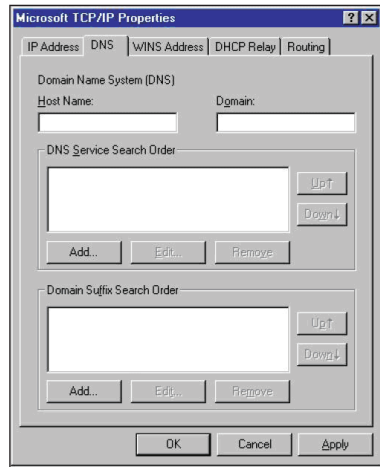 Microsoft TCP/IP Properties
IP Address DNS WINS Address DHCP Relay Routing
Domain Name System (DNS)
Host Name: Domain:
DNS Service Search Order
Up↑
Down↓
Add... Edit... Remove
Domain Suffix Search Order
Up↑
Down↓
Add... Edit... Remove
OK Cancel Apply